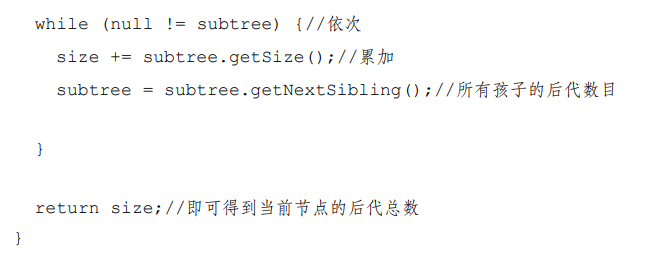 while (null != subtree) {//依次
size += subtree.getSize();//累加
subtree = subtree.getNextSibling();//所有孩子的后代数目
}
return size;//即可得到当前节点的后代总数
}